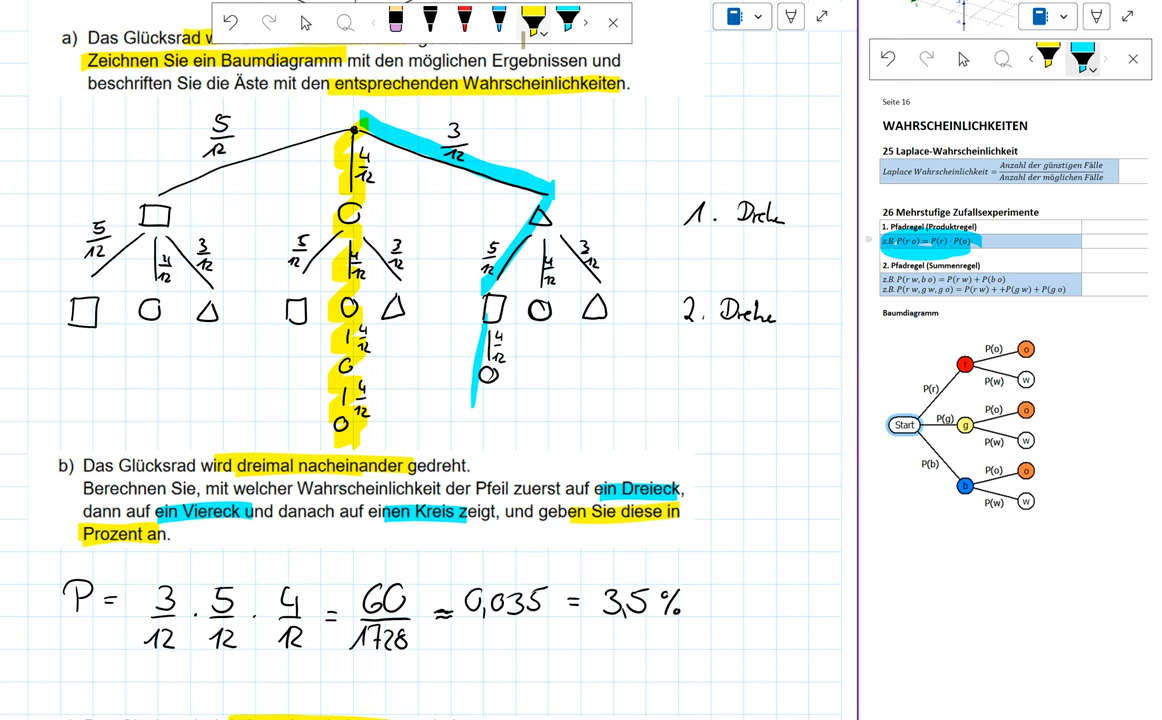 a) Das Glücksrad w
Zeichnen Sie ein Baumdiagramm mit den möglichen Ergebnissen und
beschriften Sie die Äste mit den entsprechenden Wahrscheinlichkeiten.
5/12 4/12 3/12
1. Drehe
5/12 4/12 3/12 5/12 4/12 3/12 5/12 4/12 3/12
2. Drehe
4/12 4/12
4/12
b) Das Glücksrad wird dreimal nacheinander gedreht.
Berechnen Sie, mit welcher Wahrscheinlichkeit der Pfeil zuerst auf ein Dreieck,
dann auf ein Viereck und danach auf einen Kreis zeigt, und geben Sie diese in
Prozent an.
P = 3/12 · 5/12 · 4/12 = 60/1728 ≈ 0,035 = 3,5 %
Seite 16
WAHRSCHEINLICHKEITEN
25 Laplace-Wahrscheinlichkeit
Laplace Wahrscheinlichkeit = Anzahl der günstigen Fälle / Anzahl der möglichen Fälle
26 Mehrstufige Zufallsexperimente
1. Pfadregel (Produktregel)
z.B. P(r o) = P(r) · P(o)
2. Pfadregel (Summenregel)
z.B. P(r w, b o) = P(r w) + P(b o)
z.B. P(r w, g w, g o) = P(r w) + +P(g w) + P(g o)
Baumdiagramm
P(o) o
P(r) r
P(w) w
P(o) o
Start P(g) g
P(w) w
P(b) P(o) o
b
P(w) w